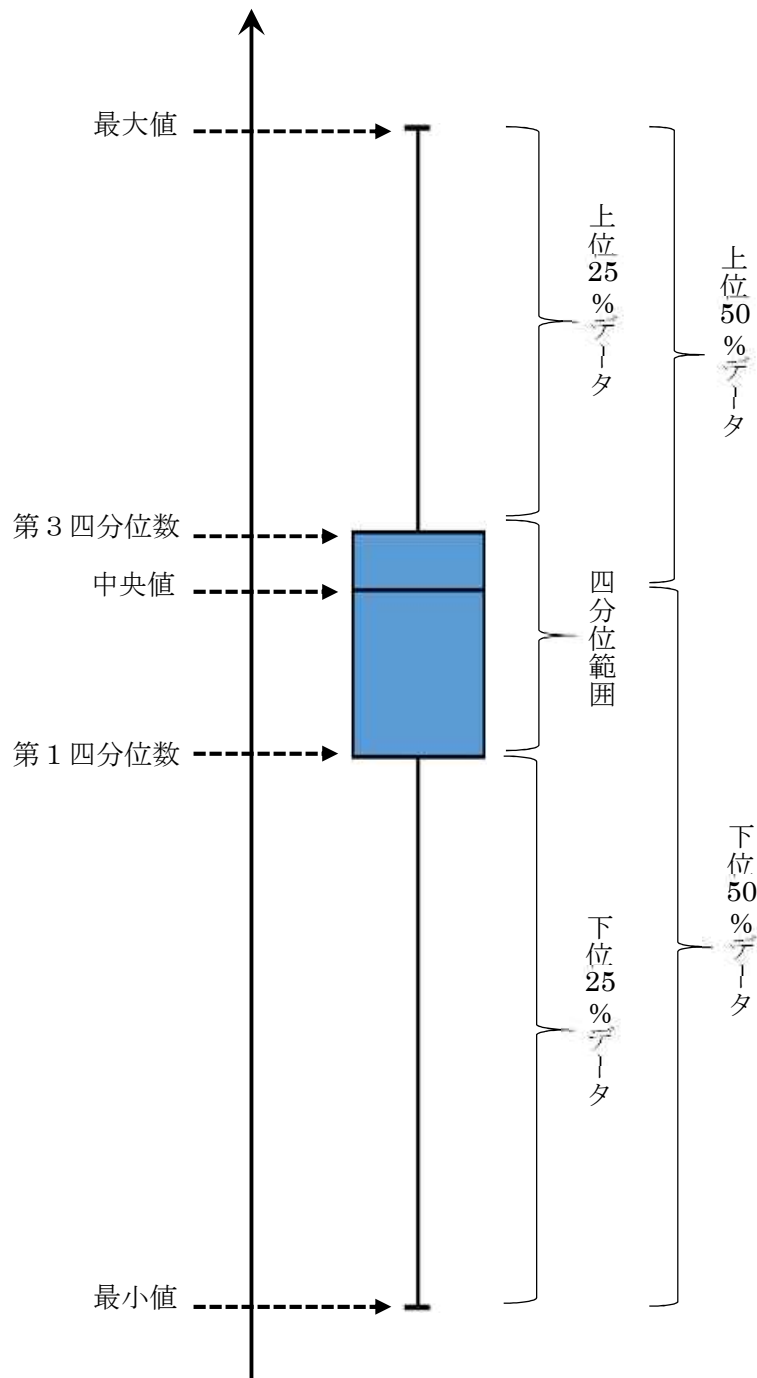 最大値
上位25%データ
上位50%データ
第３四分位数
中央値
四分位範囲
第１四分位数
下位25%データ
下位50%データ
最小値